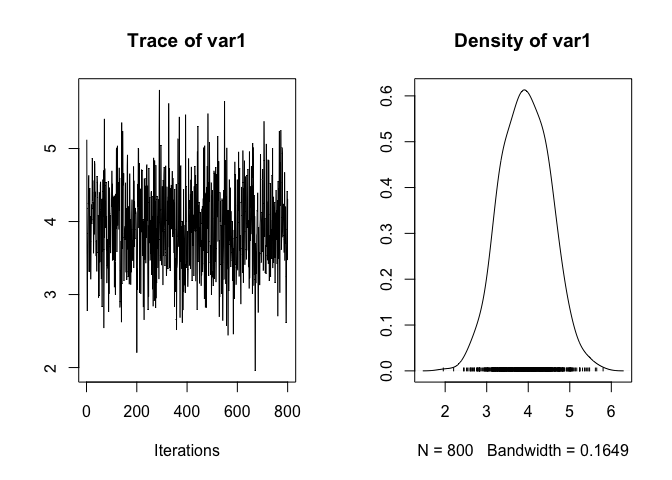 Trace of var1
5
4
3
2
0 200 400 600 800
Iterations
Density of var1
0.6
0.5
0.4
0.3
0.2
0.1
0.0
2 3 4 5 6
N = 800 Bandwidth = 0.1649